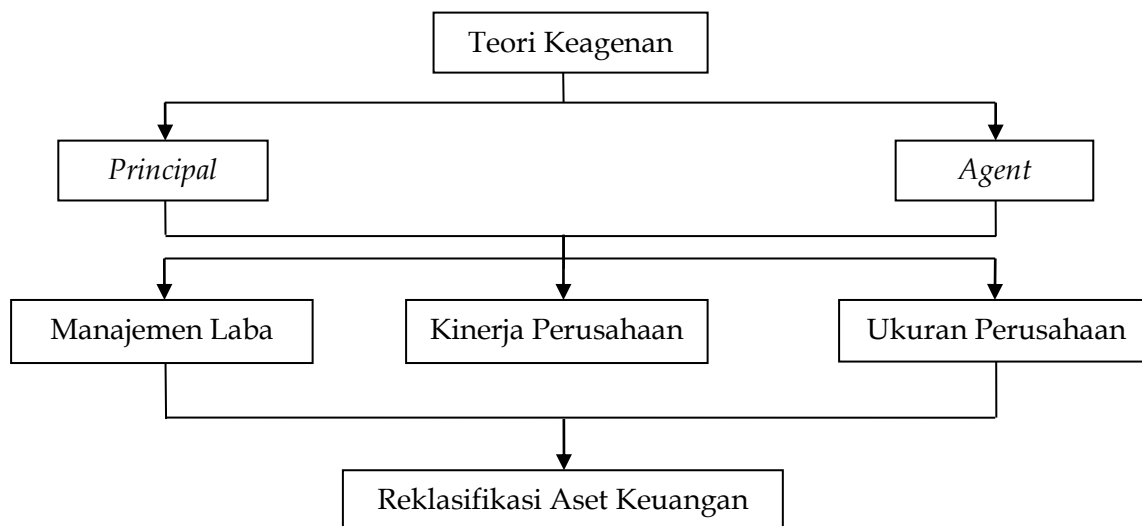 Teori Keagenan
Principal
Agent
Manajemen Laba
Kinerja Perusahaan
Ukuran Perusahaan
Reklasifikasi Aset Keuangan